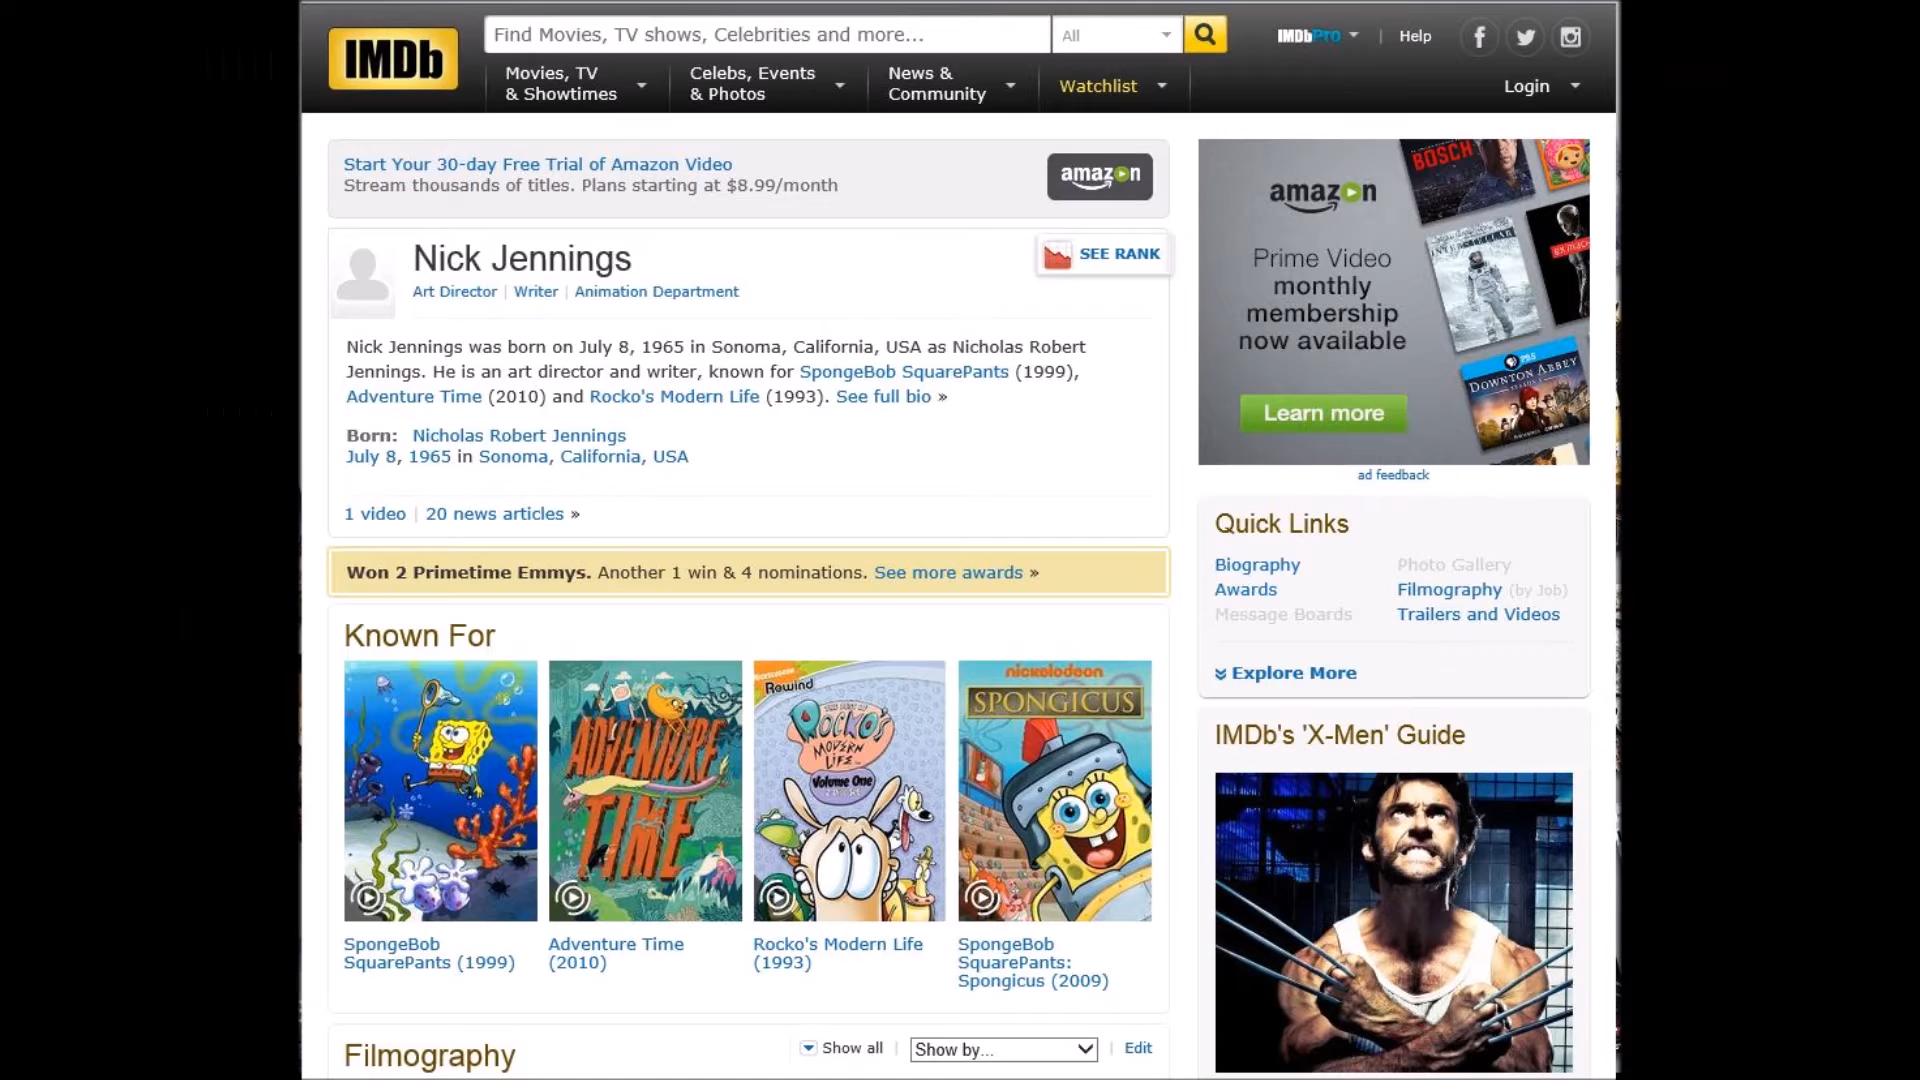 IMDb
Find Movies, TV shows, Celebrities and more...
All
IMDbPro
Help
Movies, TV
& Showtimes
Celebs, Events
& Photos
News &
Community
Watchlist
Login
Start Your 30-day Free Trial of Amazon Video
Stream thousands of titles. Plans starting at $8.99/month
amazon
Nick Jennings
SEE RANK
Art Director | Writer | Animation Department
Nick Jennings was born on July 8, 1965 in Sonoma, California, USA as Nicholas Robert
Jennings. He is an art director and writer, known for SpongeBob SquarePants (1999),
Adventure Time (2010) and Rocko's Modern Life (1993). See full bio »
Born: Nicholas Robert Jennings
July 8, 1965 in Sonoma, California, USA
1 video | 20 news articles »
Won 2 Primetime Emmys. Another 1 win & 4 nominations. See more awards »
Known For
ADVENTURE
TIME
Rewind
ROCKO'S
MODERN
LIFE
Volume One
nickelodeon
SPONGICUS
SpongeBob
SquarePants (1999)
Adventure Time
(2010)
Rocko's Modern Life
(1993)
SpongeBob
SquarePants:
Spongicus (2009)
Filmography
Show all
Show by...
Edit
BOSCH
amazon
Prime Video
monthly
membership
now available
PBS
DOWNTON ABBEY
Learn more
ad feedback
Quick Links
Biography
Photo Gallery
Awards
Filmography (by Job)
Message Boards
Trailers and Videos
Explore More
IMDb's 'X-Men' Guide